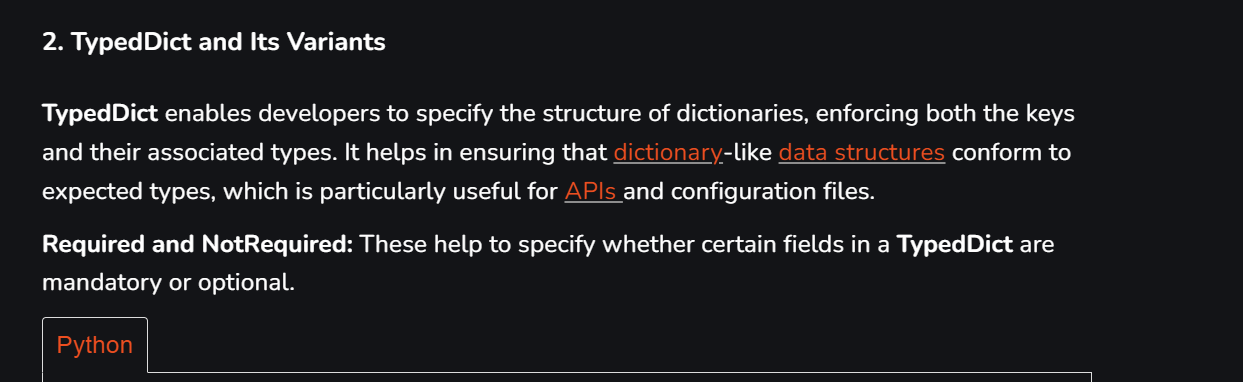 2. TypedDict and Its Variants
TypedDict enables developers to specify the structure of dictionaries, enforcing both the keys
and their associated types. It helps in ensuring that dictionary-like data structures conform to
expected types, which is particularly useful for APIs and configuration files.
Required and NotRequired: These help to specify whether certain fields in a TypedDict are
mandatory or optional.
Python